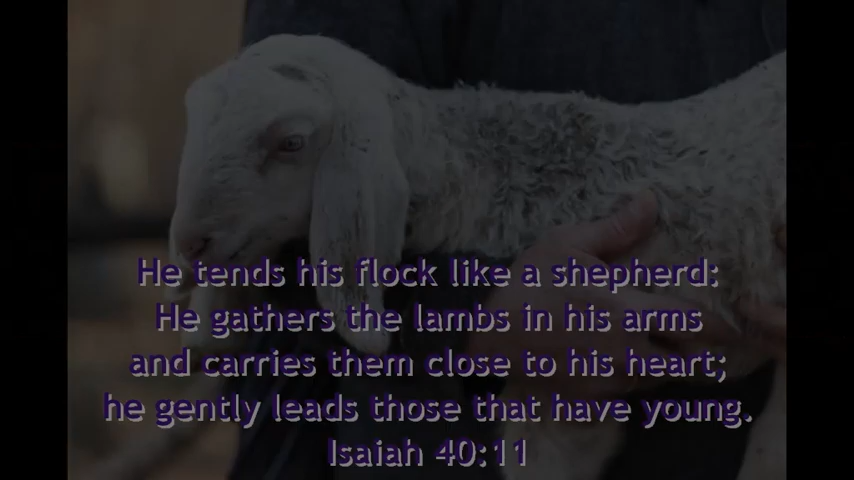 He tends his flock like a shepherd:
He gathers the lambs in his arms
and carries them close to his heart;
he gently leads those that have young.
Isaiah 40:11